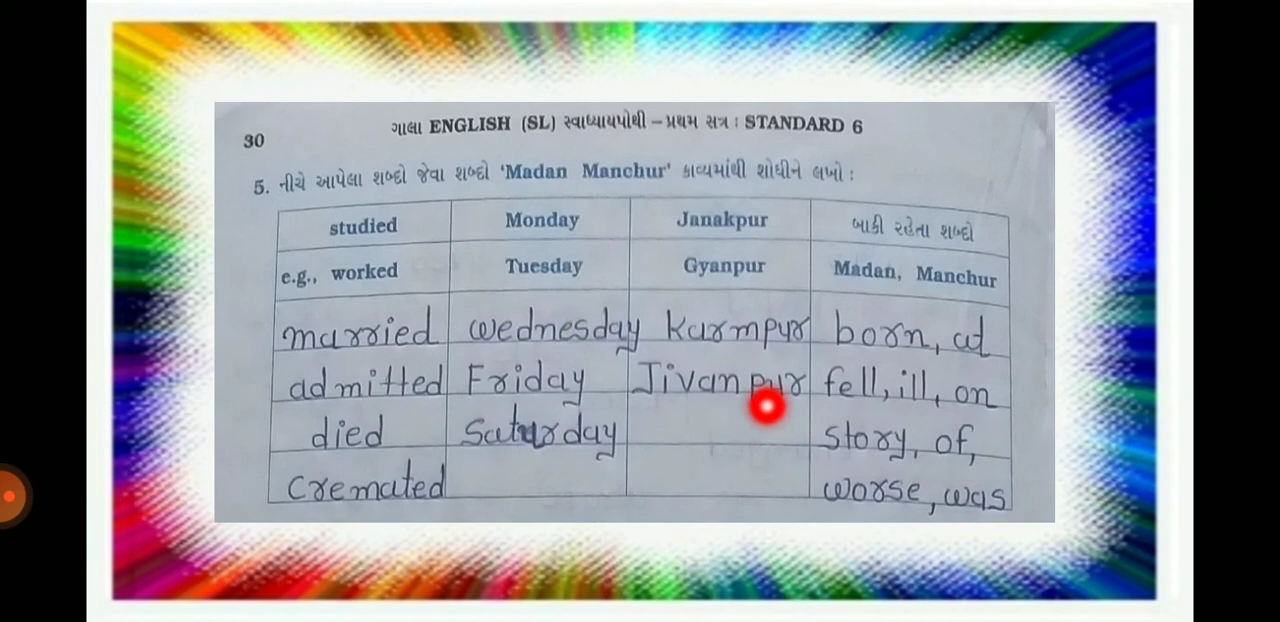 30
ગાલા ENGLISH (SL) સ્વાધ્યાયપોથી – પ્રથમ સત્ર : STANDARD 6
5. નીચે આપેલા શબ્દો જેવા શબ્દો 'Madan Manchur' કાવ્યમાંથી શોધીને લખો :
studied Monday Janakpur બાકી રહેતા શબ્દો
e.g., worked Tuesday Gyanpur Madan, Manchur
married wednesday Karmpur born, at
admitted Friday Jivanpur fell, ill, on
died Saturday story, of,
cremated worse, was